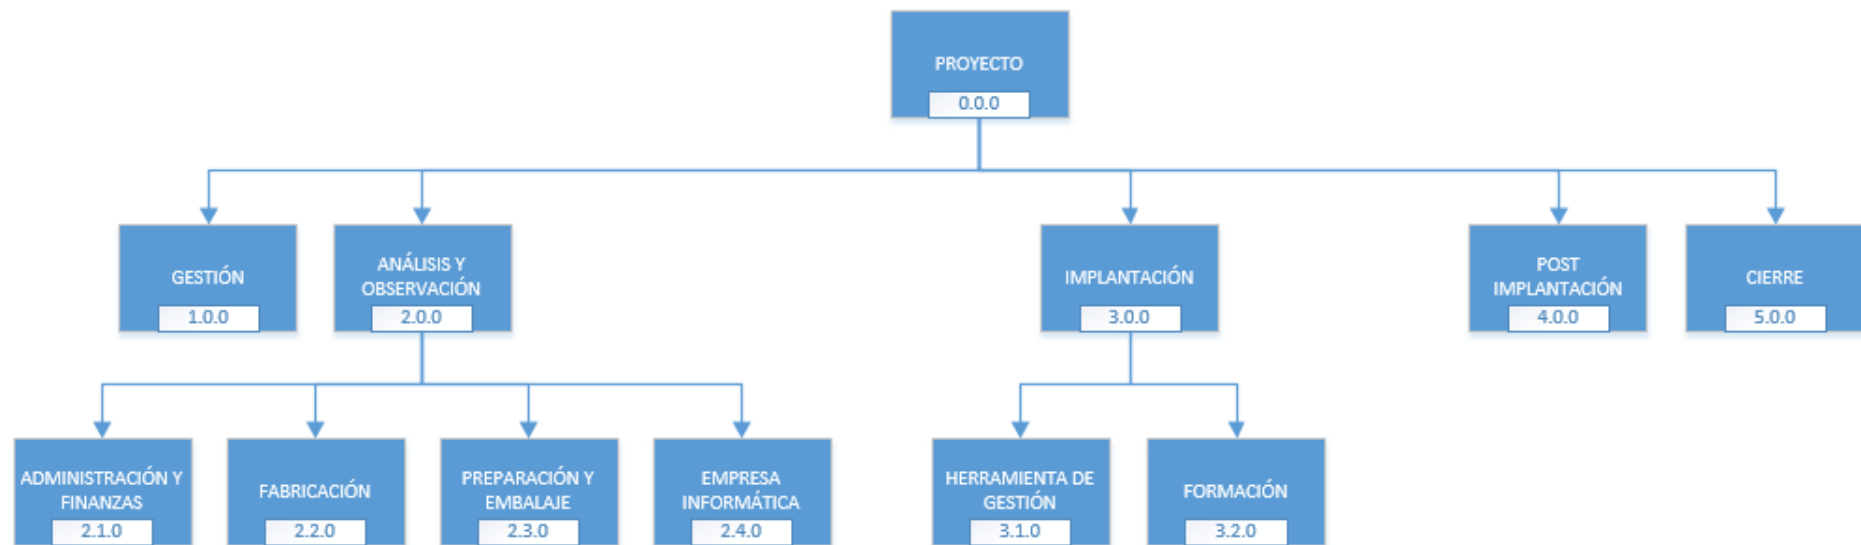 PROYECTO
0.0.0
GESTIÓN
1.0.0
ANÁLISIS Y
OBSERVACIÓN
2.0.0
IMPLANTACIÓN
3.0.0
POST
IMPLANTACIÓN
4.0.0
CIERRE
5.0.0
ADMINISTRACIÓN Y
FINANZAS
2.1.0
FABRICACIÓN
2.2.0
PREPARACIÓN Y
EMBALAJE
2.3.0
EMPRESA
INFORMÁTICA
2.4.0
HERRAMIENTA DE
GESTIÓN
3.1.0
FORMACIÓN
3.2.0